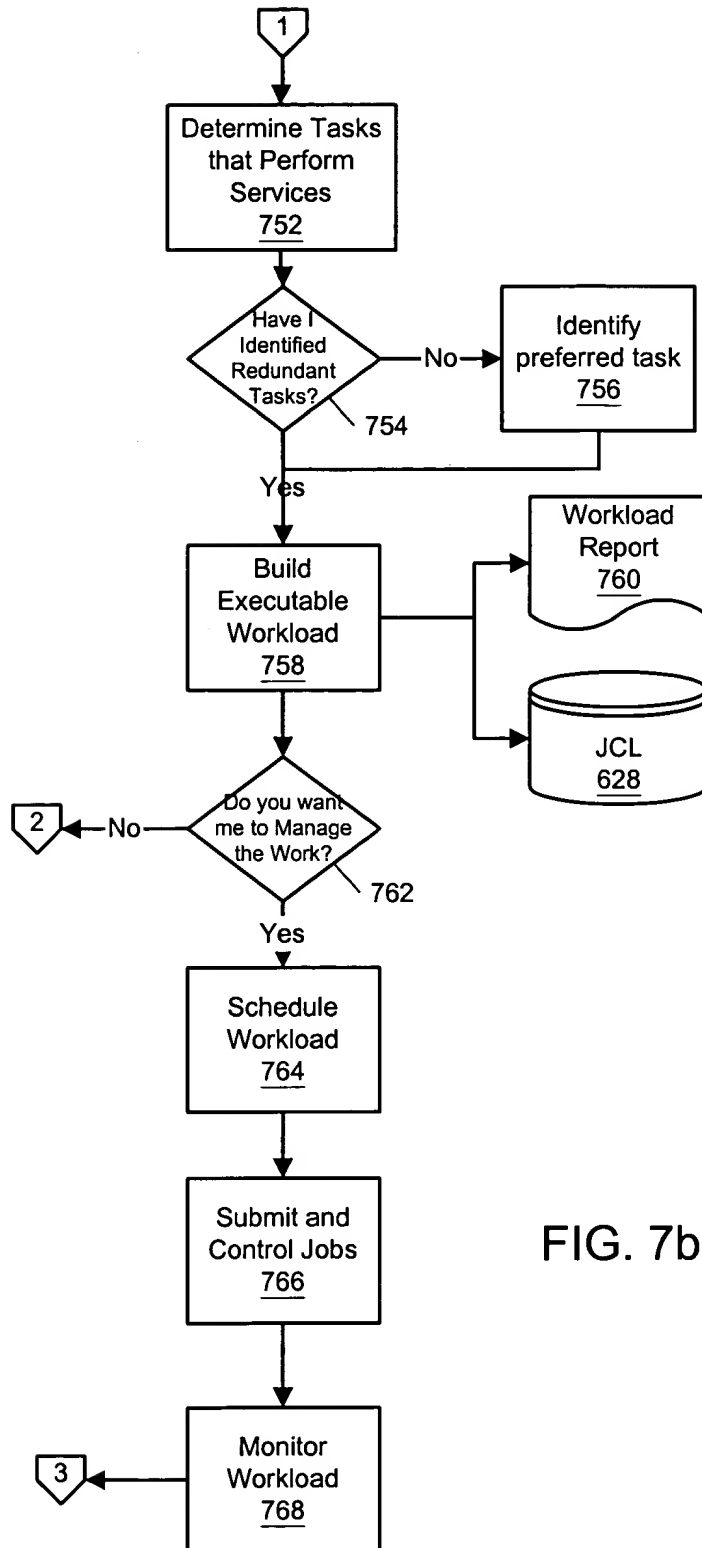 1
Determine Tasks
that Perform
Services
752
Have I
Identified
Redundant
Tasks?
754
No
Identify
preferred task
756
Yes
Build
Executable
Workload
758
Workload
Report
760
JCL
628
Do you want
me to Manage
the Work?
762
No
2
Yes
Schedule
Workload
764
Submit and
Control Jobs
766
FIG. 7b
Monitor
Workload
768
3